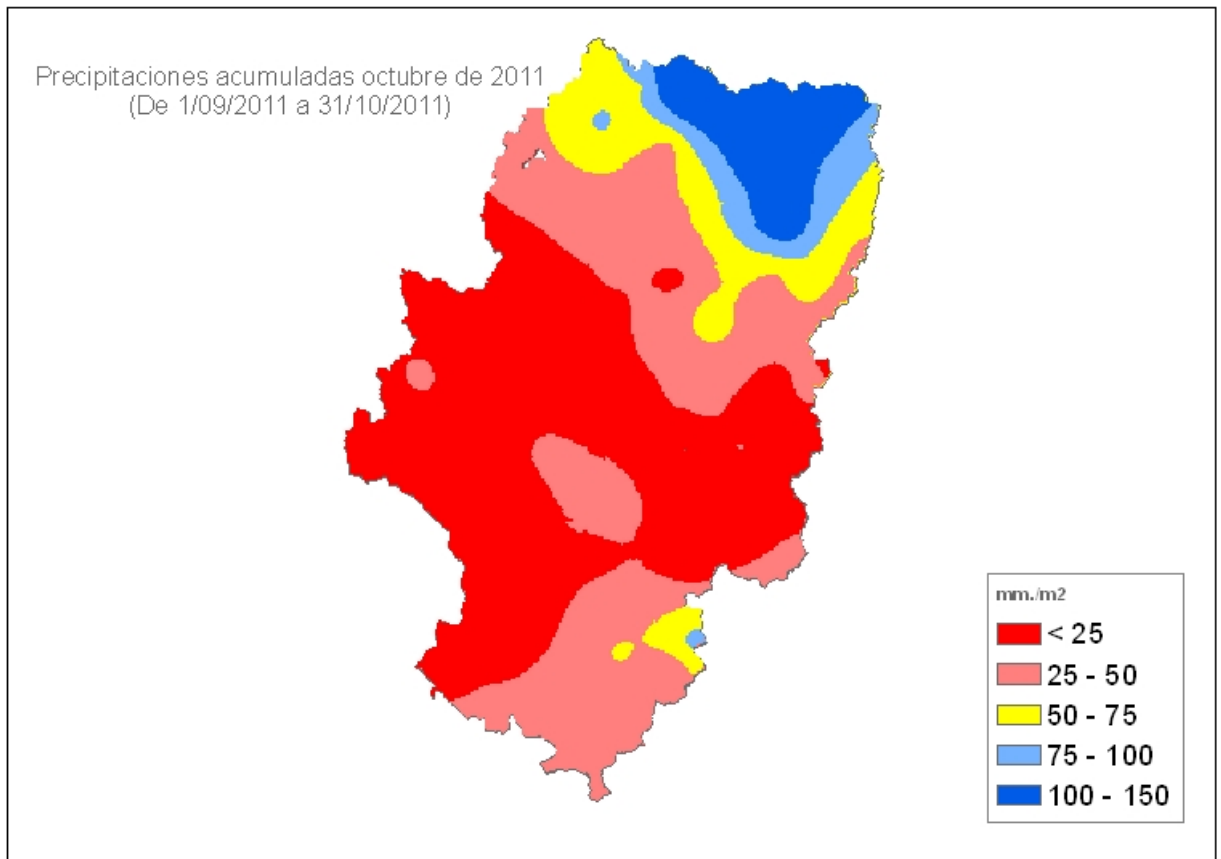 Precipitaciones acumuladas octubre de 2011
(De 1/09/2011 a 31/10/2011)
mm./m2
< 25
25 - 50
50 - 75
75 - 100
100 - 150